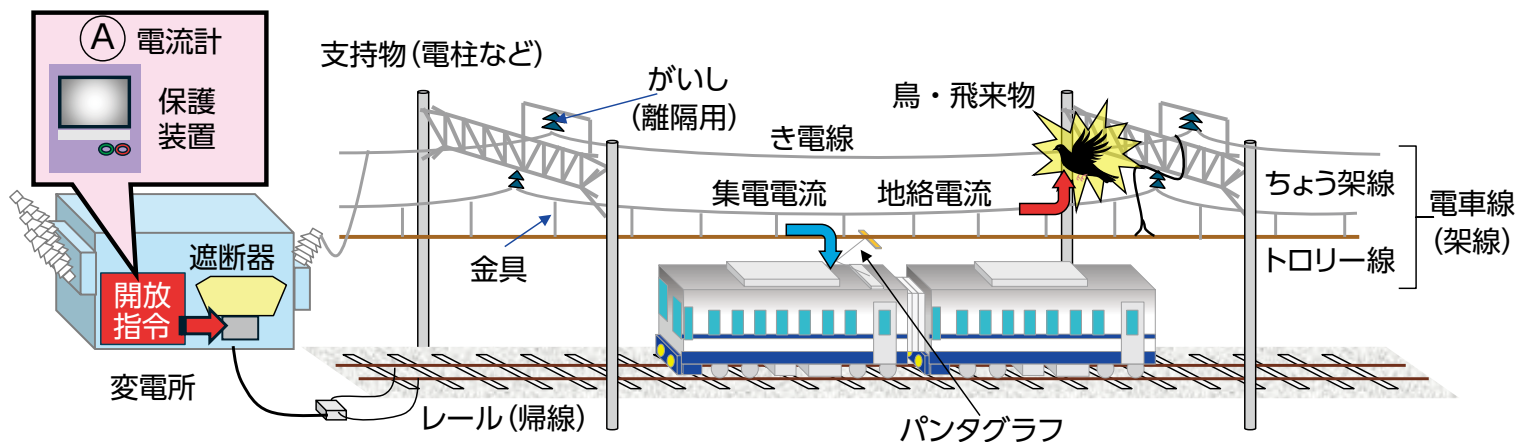 A 電流計
保護
装置
支持物(電柱など)
がいし
(離隔用)
鳥・飛来物
き電線
ちょう架線
集電電流
地絡電流
電車線
(架線)
遮断器
金具
トロリー線
開放
指令
変電所
レール(帰線)
パンタグラフ